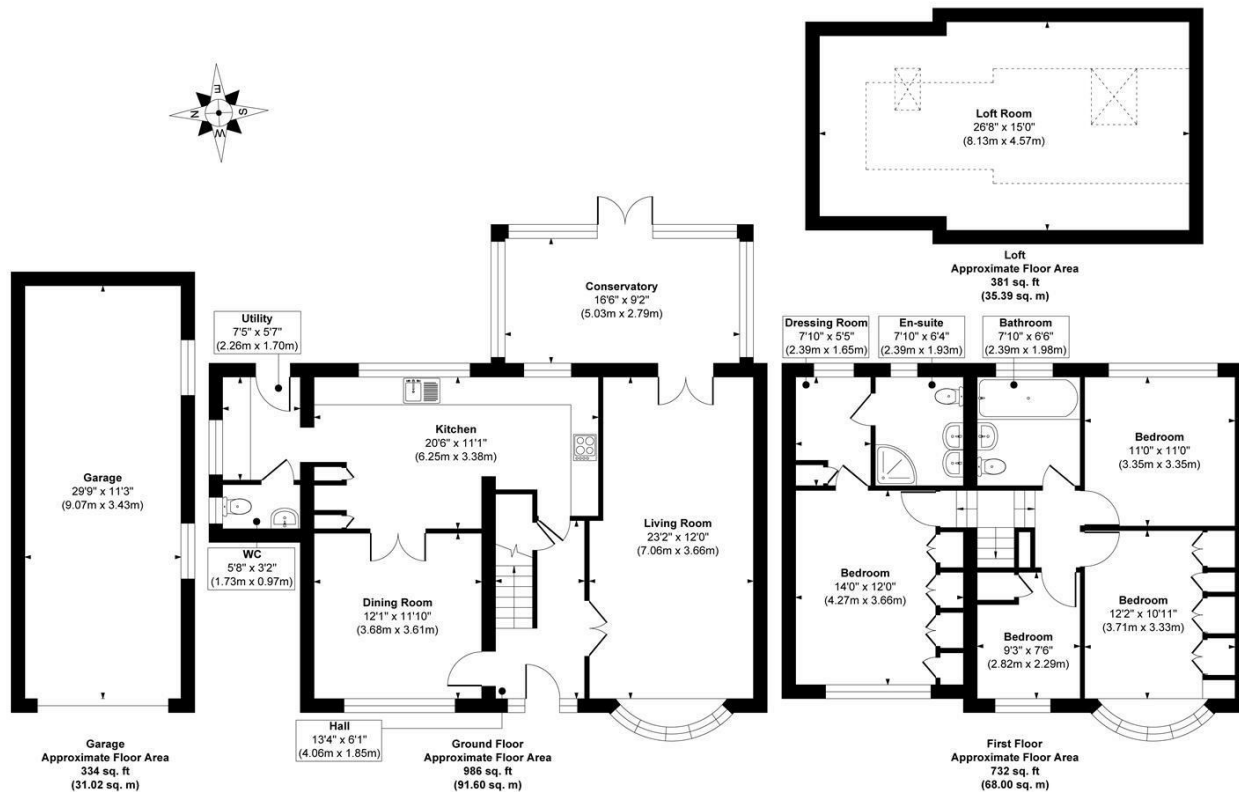 E
N
S
W
Loft Room
26'8" x 15'0"
(8.13m x 4.57m)
Loft
Approximate Floor Area
381 sq. ft
(35.39 sq. m)
Conservatory
16'6" x 9'2"
(5.03m x 2.79m)
Utility
7'5" x 5'7"
(2.26m x 1.70m)
Kitchen
20'6" x 11'1"
(6.25m x 3.38m)
Garage
29'9" x 11'3"
(9.07m x 3.43m)
WC
5'8" x 3'2"
(1.73m x 0.97m)
Dining Room
12'1" x 11'10"
(3.68m x 3.61m)
Living Room
23'2" x 12'0"
(7.06m x 3.66m)
Hall
13'4" x 6'1"
(4.06m x 1.85m)
Dressing Room
7'10" x 5'5"
(2.39m x 1.65m)
En-suite
7'10" x 6'4"
(2.39m x 1.93m)
Bathroom
7'10" x 6'6"
(2.39m x 1.98m)
Bedroom
11'0" x 11'0"
(3.35m x 3.35m)
Bedroom
14'0" x 12'0"
(4.27m x 3.66m)
Bedroom
9'3" x 7'6"
(2.82m x 2.29m)
Bedroom
12'2" x 10'11"
(3.71m x 3.33m)
Garage
Approximate Floor Area
334 sq. ft
(31.02 sq. m)
Ground Floor
Approximate Floor Area
986 sq. ft
(91.60 sq. m)
First Floor
Approximate Floor Area
732 sq. ft
(68.00 sq. m)